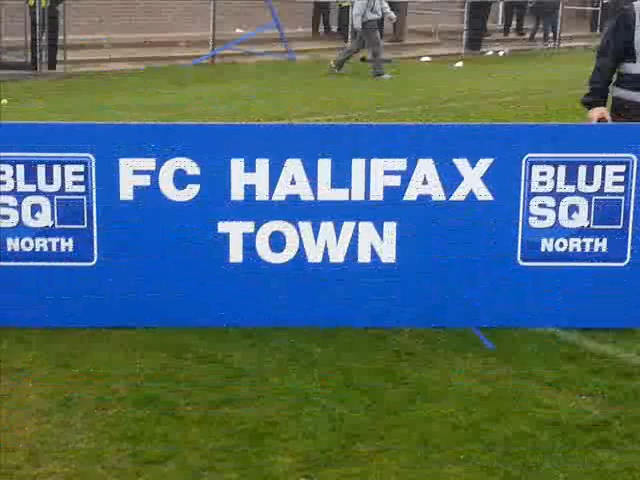 FC HALIFAX
TOWN
BLUE
SQ
NORTH
BLUE
SQ
NORTH